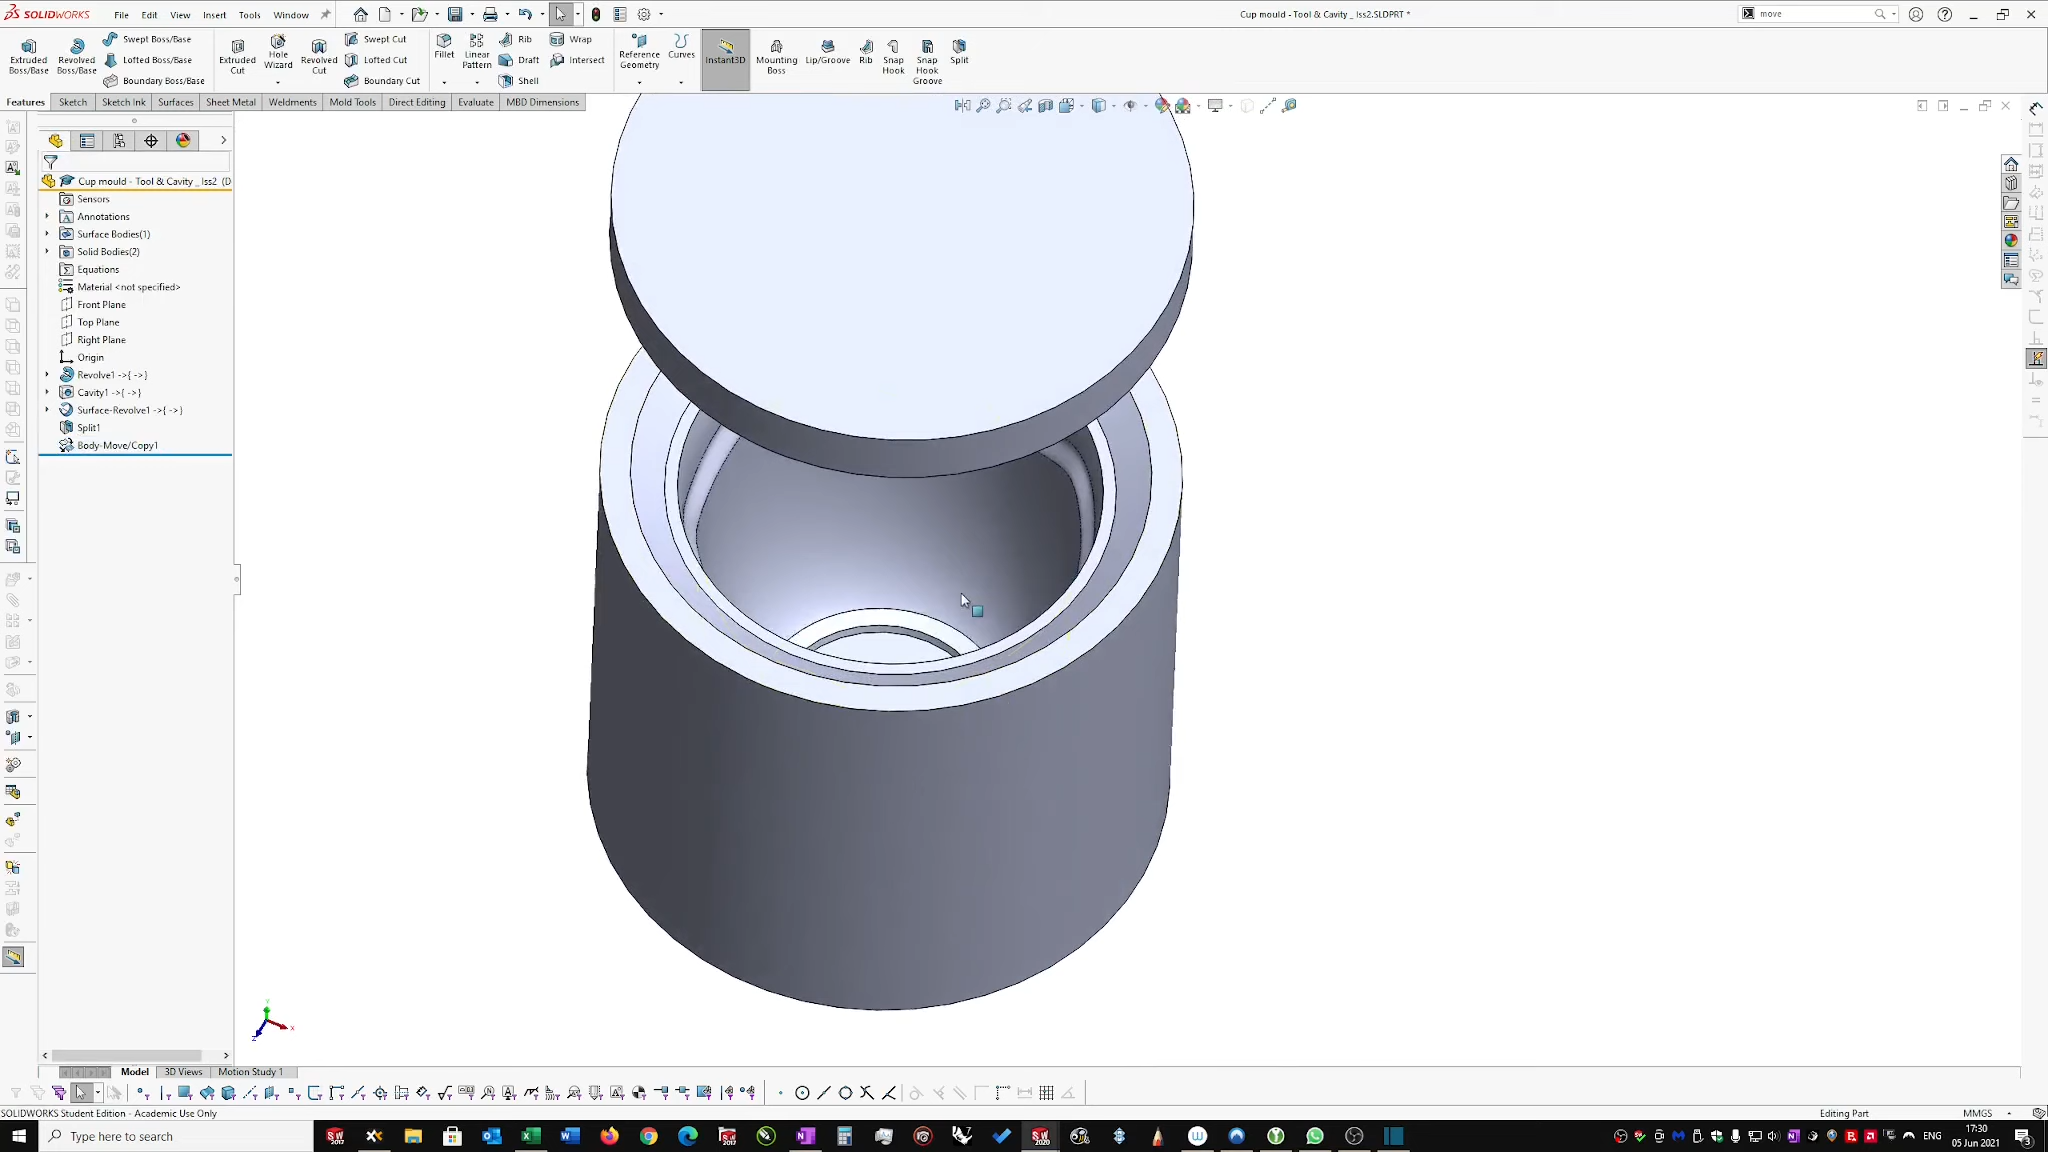 SOLIDWORKS File Edit View Insert Tools Window
Cup mould - Tool & Cavity _ Iss2.SLDPRT *
move
Extruded Boss/Base
Revolved Boss/Base
Swept Boss/Base
Lofted Boss/Base
Boundary Boss/Base
Extruded Cut
Hole Wizard
Revolved Cut
Swept Cut
Lofted Cut
Boundary Cut
Fillet
Linear Pattern
Rib
Draft
Shell
Wrap
Intersect
Reference Geometry
Curves
Instant3D
Mounting Boss
Lip/Groove
Rib
Snap Hook
Snap Hook Groove
Split
Features Sketch Sketch Ink Surfaces Sheet Metal Weldments Mold Tools Direct Editing Evaluate MBD Dimensions
Cup mould - Tool & Cavity _ Iss2 (D
Sensors
Annotations
Surface Bodies(1)
Solid Bodies(2)
Equations
Material <not specified>
Front Plane
Top Plane
Right Plane
Origin
Revolve1 ->{ ->}
Cavity1 ->{ ->}
Surface-Revolve1 ->{ ->}
Split1
Body-Move/Copy1
Model 3D Views Motion Study 1
SOLIDWORKS Student Edition - Academic Use Only
Editing Part
MMGS
Type here to search
ENG
17:30
05 Jun 2021